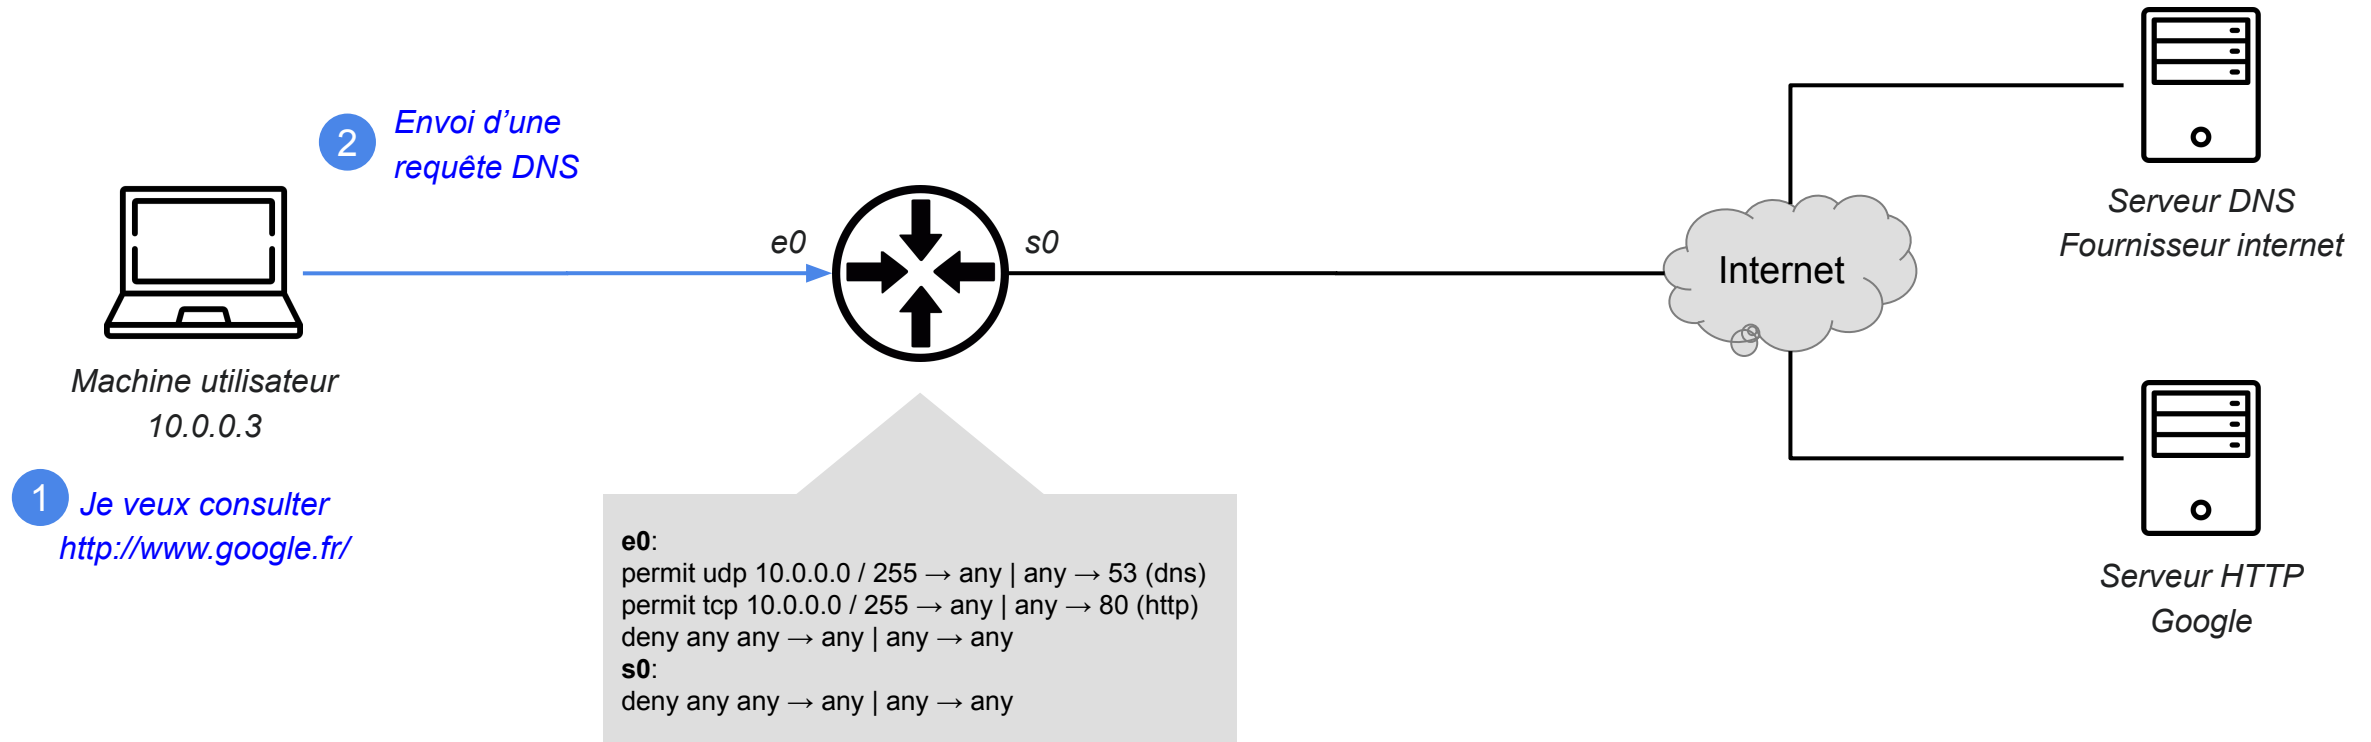 2
Envoi d’une
requête DNS
e0
s0
Internet
Serveur DNS
Fournisseur internet
Machine utilisateur
10.0.0.3
1
Je veux consulter
http://www.google.fr/
e0:
permit udp 10.0.0.0 / 255 → any | any → 53 (dns)
permit tcp 10.0.0.0 / 255 → any | any → 80 (http)
deny any any → any | any → any
s0:
deny any any → any | any → any
Serveur HTTP
Google